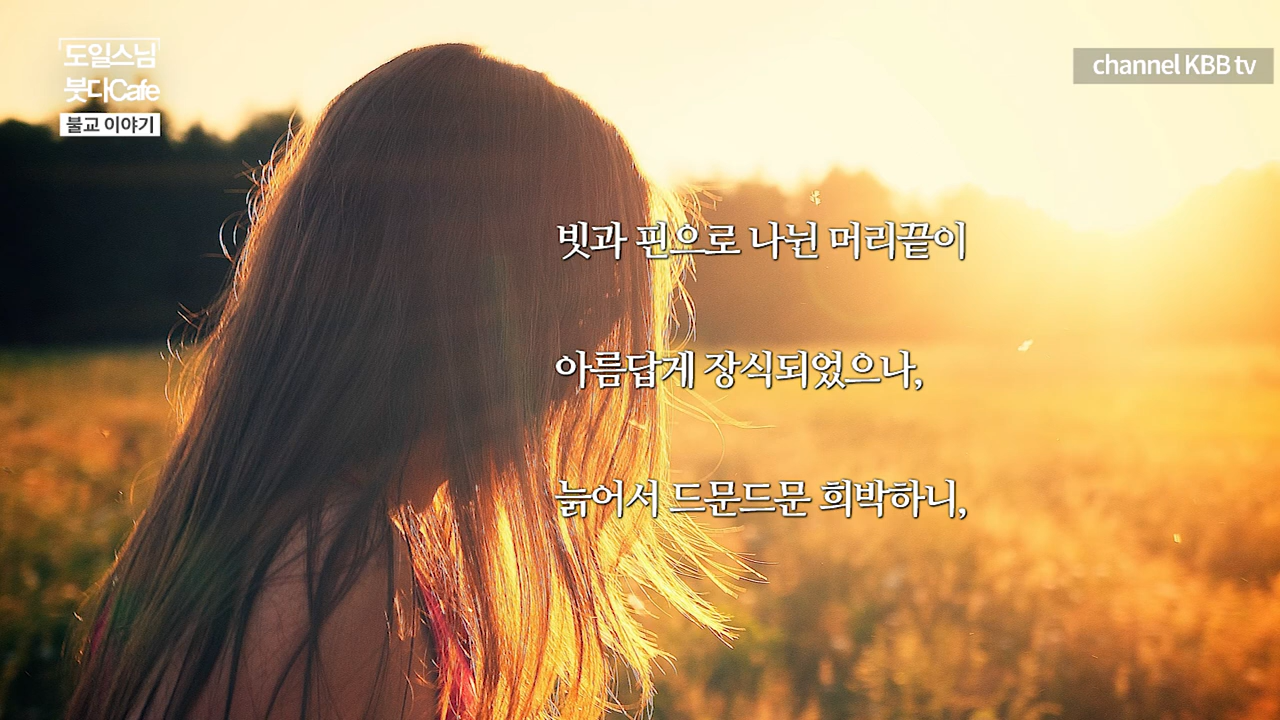 도일스님
붓다Cafe
불교 이야기
channel KBB tv
빗과 핀으로 나뉜 머리끝이
아름답게 장식되었으나,
늙어서 드문드문 희박하니,